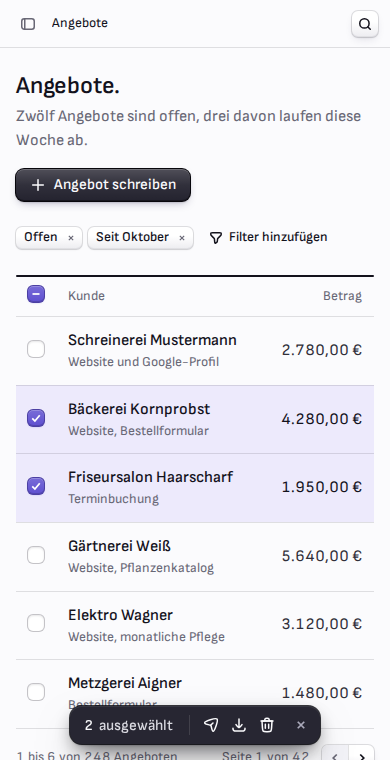 Angebote
Angebote.
Zwölf Angebote sind offen, drei davon laufen diese
Woche ab.
Angebot schreiben
Offen × Seit Oktober × Filter hinzufügen
Kunde Betrag
Schreinerei Mustermann 2.780,00 €
Website und Google-Profil
Bäckerei Kornprobst 4.280,00 €
Website, Bestellformular
Friseursalon Haarscharf 1.950,00 €
Terminbuchung
Gärtnerei Weiß 5.640,00 €
Website, Pflanzenkatalog
Elektro Wagner 3.120,00 €
Website, monatliche Pflege
Metzgerei Aigner 1.480,00 €
Bestellformular
2 ausgewählt ×
1 bis 6 von 248 Angeboten Seite 1 von 42